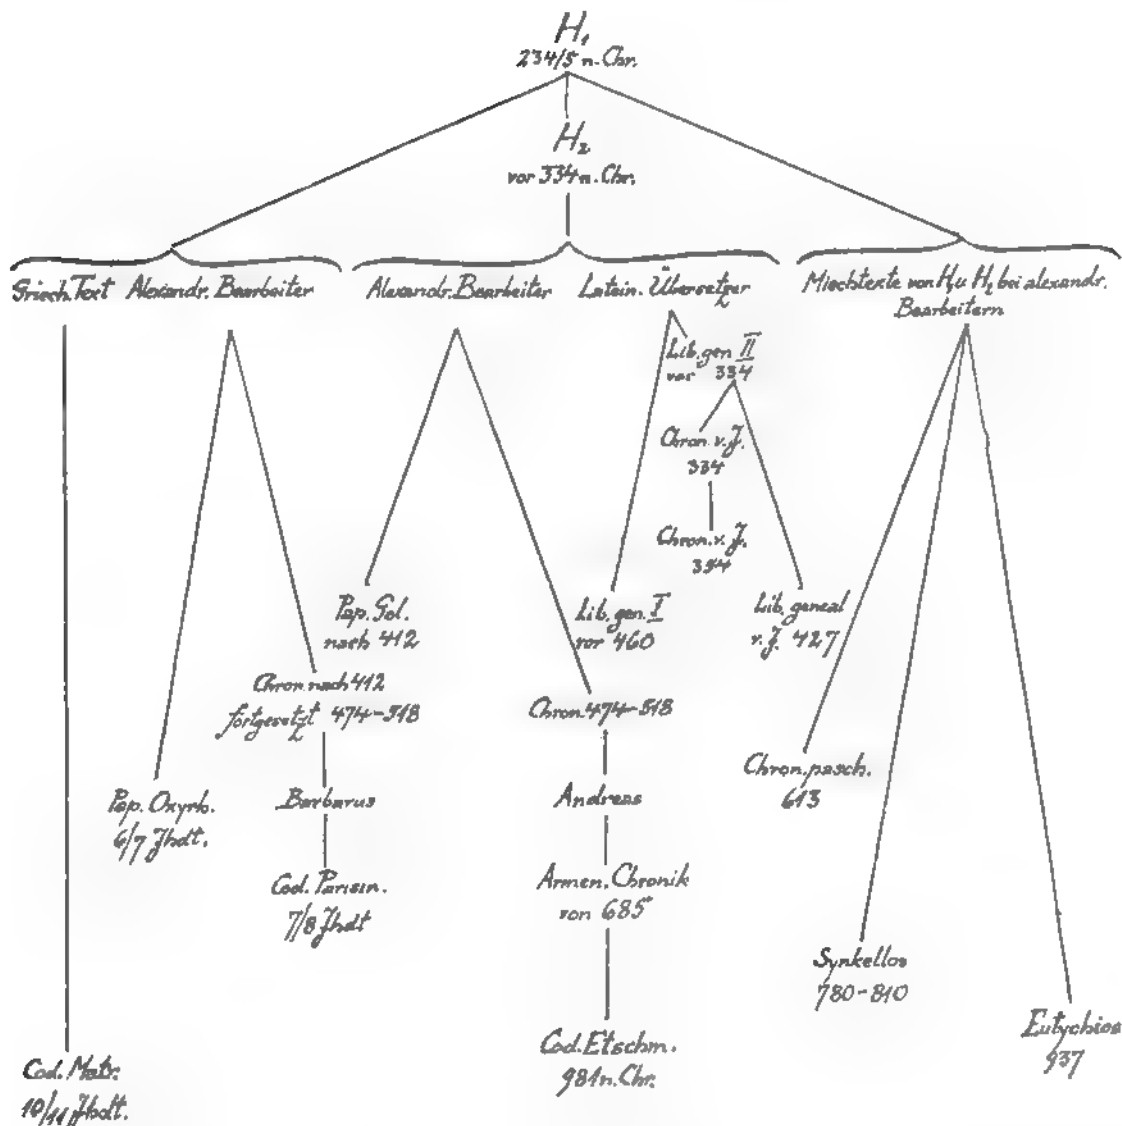 H₁
234/5 n. Chr.
H₂
vor 334 n. Chr.
Griech. Text Alexandr. Bearbeiter
Alexandr. Bearbeiter Latein. Übersetzer
Mischtexte von H₁ u H₂ bei alexandr.
Bearbeitern
Lib. gen II
vor 334
Chron. v. J.
334
Chron. v. J.
354
Pap. Gol.
nach 412
Lib. gen. I
vor 460
Lib. geneal
v. J. 427
Chron. nach 412
fortgesetzt 474-518
Chron. 474-518
Chron. pasch.
613
Pap. Oxyrh.
6/7 Jhdt.
Barbarus
Andreas
Cod. Parisin.
7/8 Jhdt
Armen. Chronik
von 685
Synkellos
780-810
Eutychios
937
Cod. Etschm.
981 n. Chr.
Cod. Matr.
10/11 Jhdt.